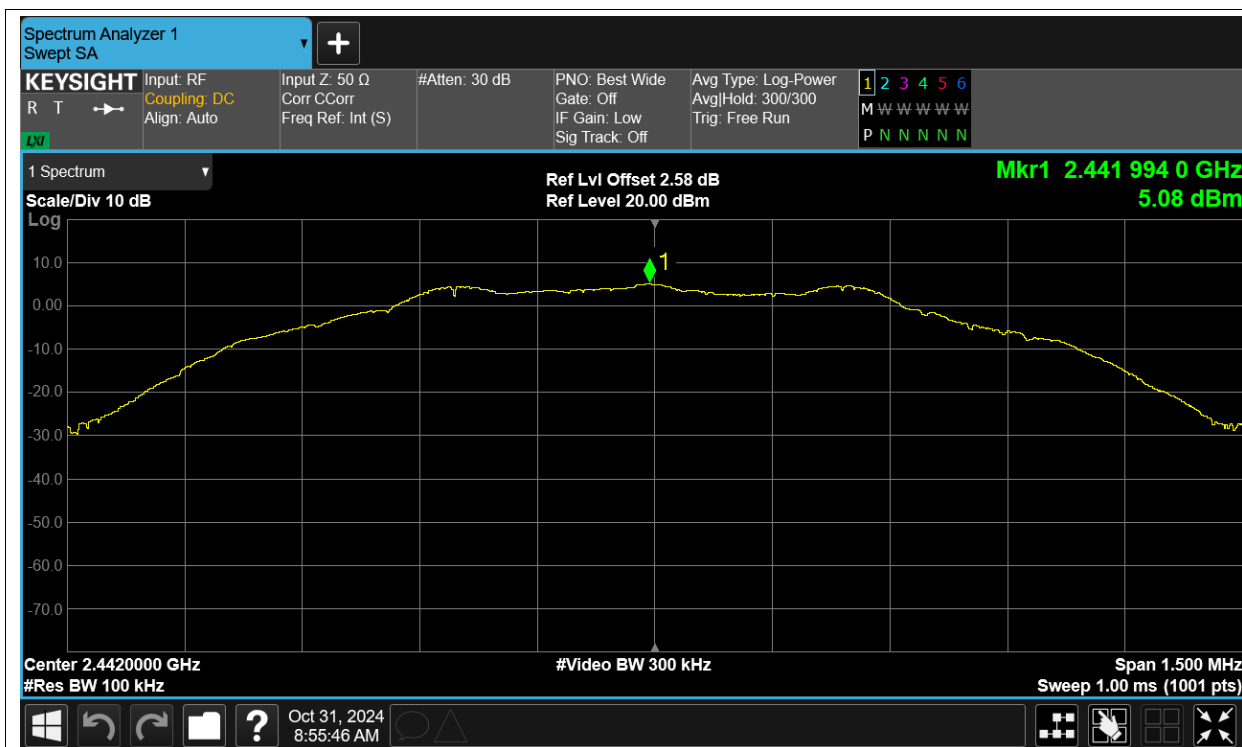 Spectrum Analyzer 1
Swept SA
KEYSIGHT
R T
LXI
Input: RF
Coupling: DC
Align: Auto
Input Z: 50 Ω
Corr CCorr
Freq Ref: Int (S)
#Atten: 30 dB
PNO: Best Wide
Gate: Off
IF Gain: Low
Sig Track: Off
Avg Type: Log-Power
Avg|Hold: 300/300
Trig: Free Run
1 2 3 4 5 6
M W W W W W W
P N N N N N
1 Spectrum
Scale/Div 10 dB
Log
Ref Lvl Offset 2.58 dB
Ref Level 20.00 dBm
Mkr1 2.441 994 0 GHz
5.08 dBm
1
10.0
0.00
-10.0
-20.0
-30.0
-40.0
-50.0
-60.0
-70.0
Center 2.4420000 GHz
#Res BW 100 kHz
#Video BW 300 kHz
Span 1.500 MHz
Sweep 1.00 ms (1001 pts)
?
Oct 31, 2024
8:55:46 AM